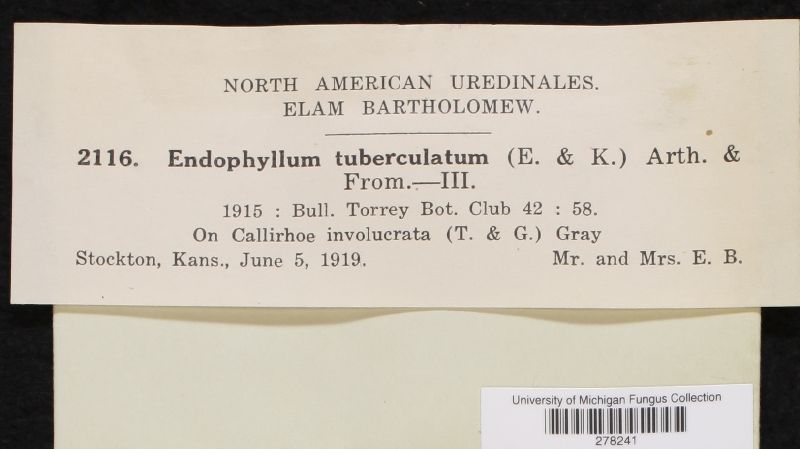 NORTH AMERICAN UREDINALES.
ELAM BARTHOLOMEW.
2116. Endophyllum tuberculatum (E. & K.) Arth. &
From.—III.
1915 : Bull. Torrey Bot. Club 42 : 58.
On Callirhoe involucrata (T. & G.) Gray
Stockton, Kans., June 5, 1919. Mr. and Mrs. E. B.
University of Michigan Fungus Collection
278241